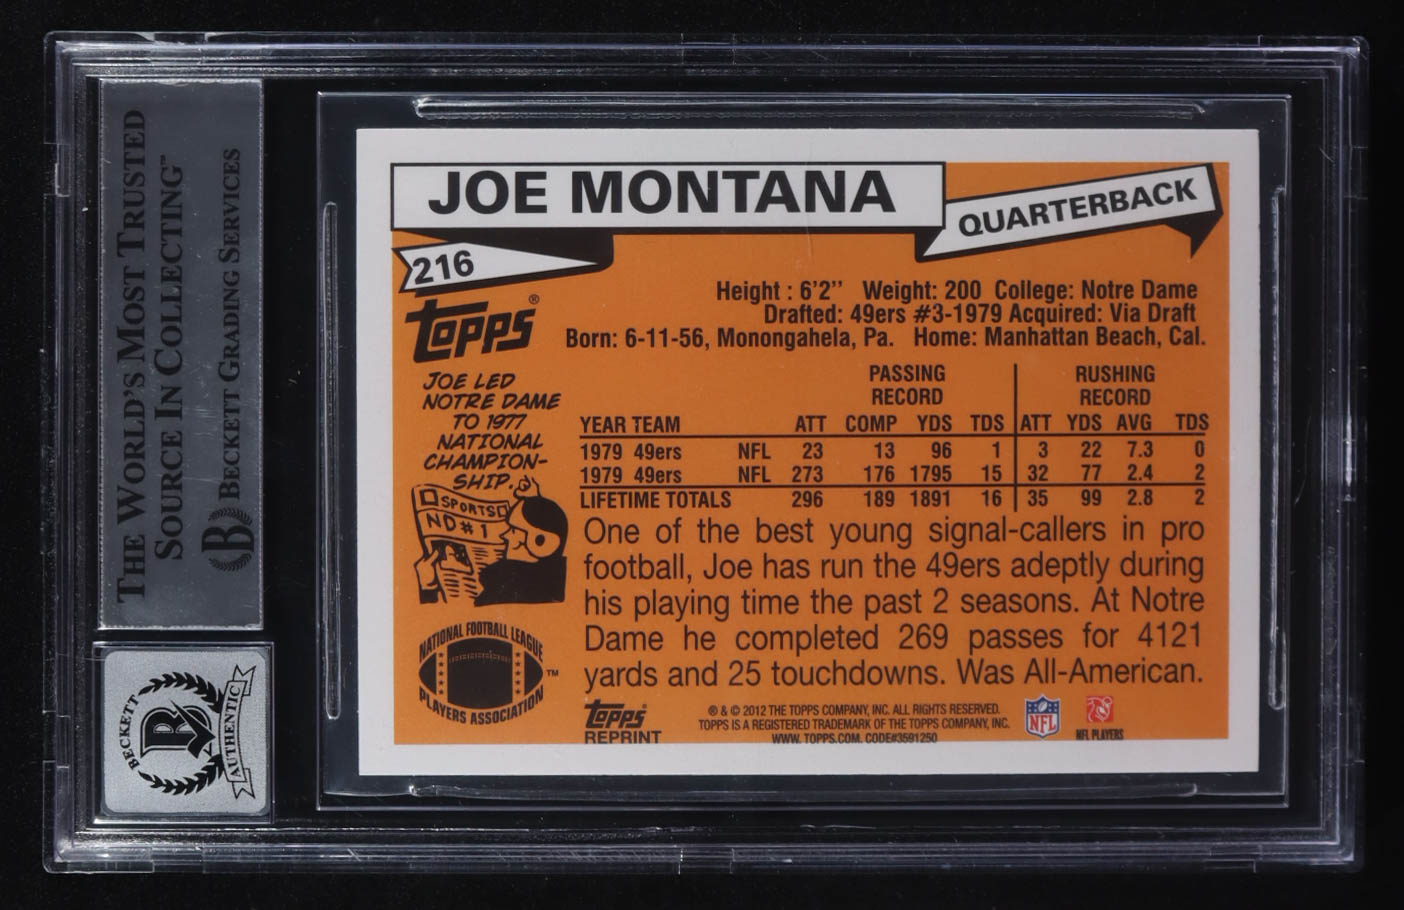 THE WORLD'S MOST TRUSTED
SOURCE IN COLLECTING™
BECKETT GRADING SERVICES
B
BECKETT
B
AUTHENTIC
JOE MONTANA
QUARTERBACK
216
Topps®
Height : 6'2'' Weight: 200 College: Notre Dame
Drafted: 49ers #3-1979 Acquired: Via Draft
Born: 6-11-56, Monongahela, Pa. Home: Manhattan Beach, Cal.
JOE LED
NOTRE DAME
TO 1977
NATIONAL
CHAMPION-
SHIP.
SPORTS
ND #1
PASSING RUSHING
RECORD RECORD
YEAR TEAM ATT COMP YDS TDS ATT YDS AVG TDS
1979 49ers NFL 23 13 96 1 3 22 7.3 0
1979 49ers NFL 273 176 1795 15 32 77 2.4 2
LIFETIME TOTALS 296 189 1891 16 35 99 2.8 2
One of the best young signal-callers in pro
football, Joe has run the 49ers adeptly during
his playing time the past 2 seasons. At Notre
Dame he completed 269 passes for 4121
yards and 25 touchdowns. Was All-American.
NATIONAL FOOTBALL LEAGUE
PLAYERS ASSOCIATION
™
Topps
REPRINT
® & © 2012 THE TOPPS COMPANY, INC. ALL RIGHTS RESERVED.
TOPPS IS A REGISTERED TRADEMARK OF THE TOPPS COMPANY, INC.
WWW. TOPPS.COM. CODE#3591250
NFL
NFL PLAYERS